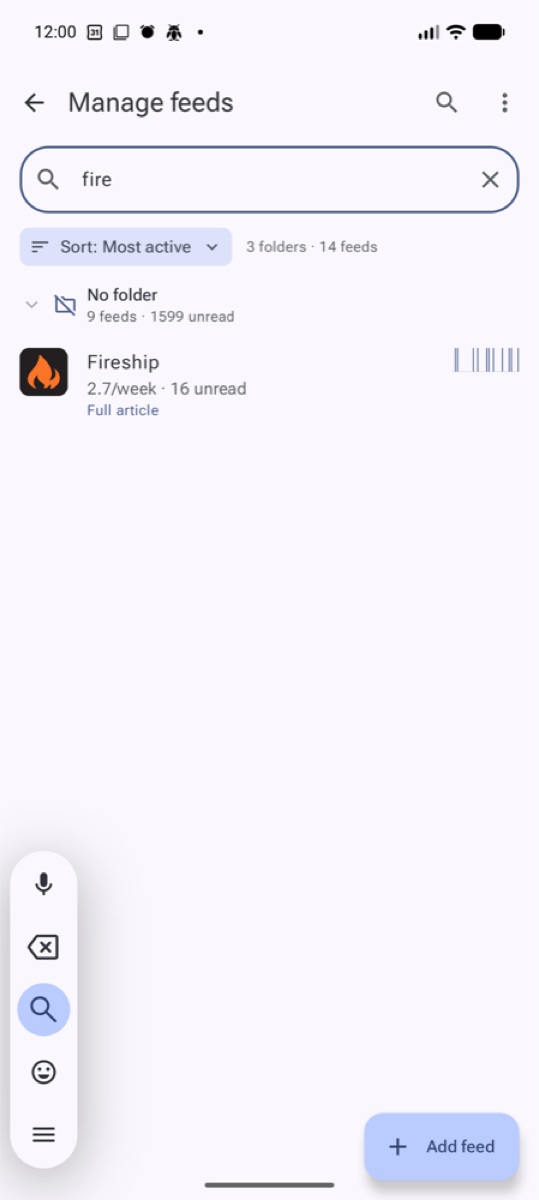 12:00
31
Manage feeds
fire
Sort: Most active
3 folders · 14 feeds
No folder
9 feeds · 1599 unread
Fireship
2.7/week · 16 unread
Full article
Add feed